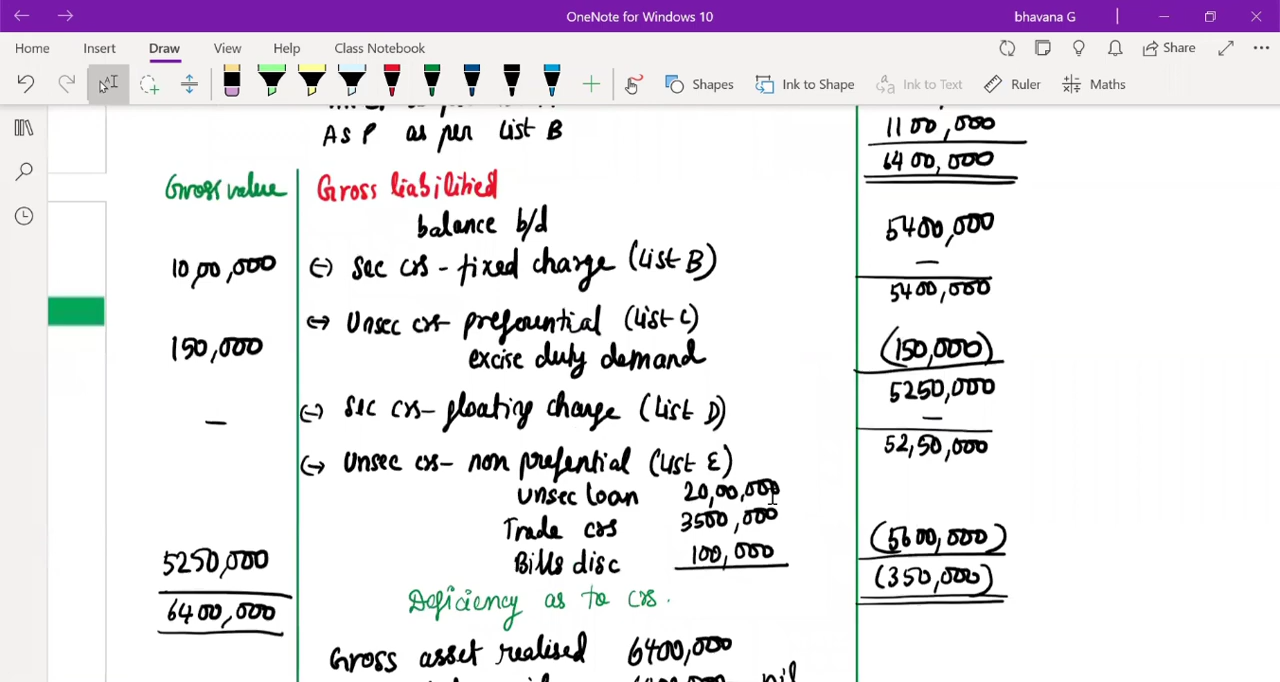 OneNote for Windows 10
bhavana G
Home Insert Draw View Help Class Notebook Share
Shapes Ink to Shape Ink to Text Ruler Maths
ASP as per List B
1100,000
6400,000
Gross value Gross liabilitied
balance b/d 5400,000
10,00,000 (-) Sec crs - fixed charge (List B) —
5400,000
(-) Unsec crs- prefountial (List C)
150,000 excise duty demand (150,000)
5250,000
— (-) Sec crs- floating charge (List D) —
52,50,000
(-) Unsec crs- non prefential (List E)
Unsec loan 20,00,000
Trade crs 3500,000
5250,000 Bills disc 100,000 (5600,000)
6400,000 Deficiency as to crs. (350,000)
Gross asset realised 6400,000
nil